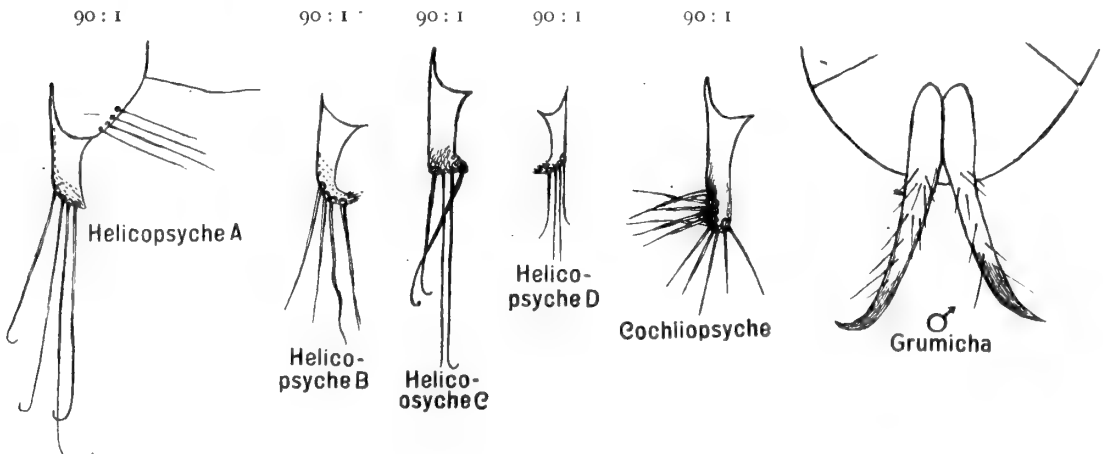 90 : 1 90 : 1 90 : 1 90 : 1 90 : 1
Helicopsyche A
Helico-
psyche B
Helico-
osyche C
Helico-
psyche D
Cochliopsyche
♂
Grumicha